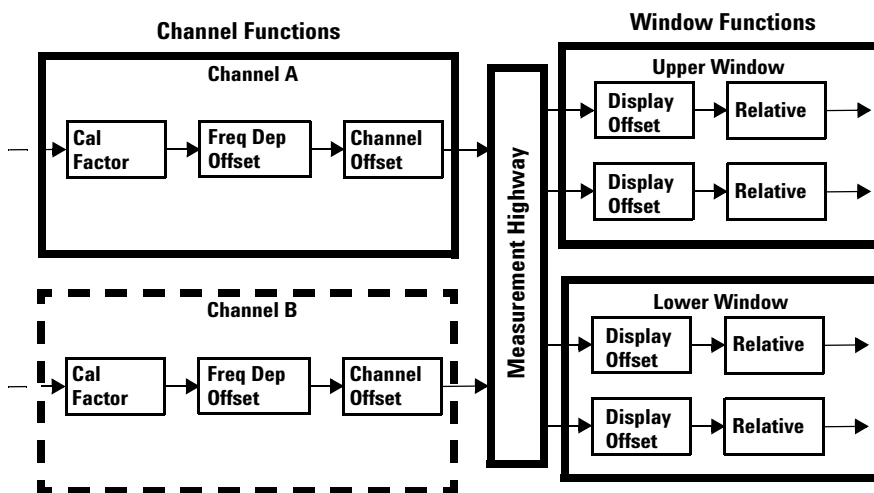 Channel Functions
Window Functions
Channel A
Cal
Factor
Freq Dep
Offset
Channel
Offset
Channel B
Cal
Factor
Freq Dep
Offset
Channel
Offset
Measurement Highway
Upper Window
Display
Offset
Relative
Display
Offset
Relative
Lower Window
Display
Offset
Relative
Display
Offset
Relative